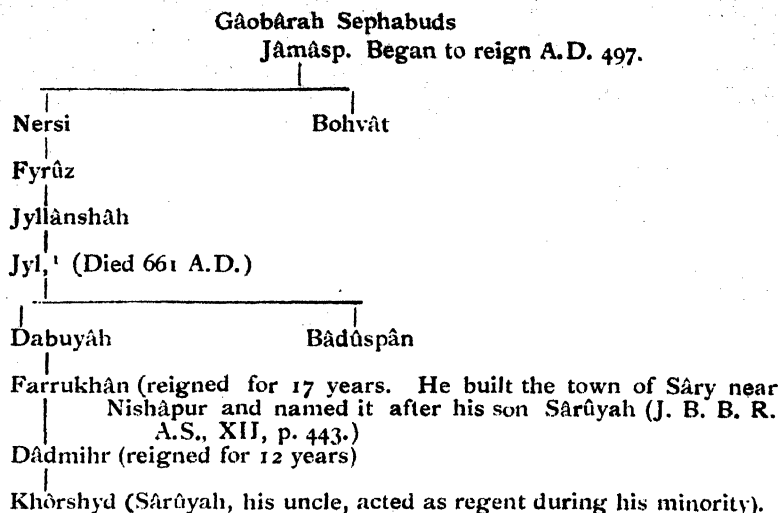 Gâobârah Sephabuds
Jâmâsp. Began to reign A.D. 497.
Nersi Bohvât
Fyrûz
Jyllânshâh
Jyl,¹ (Died 661 A.D.)
Dabuyâh Bâdûspân
Farrukhân (reigned for 17 years. He built the town of Sâry near
Nishâpur and named it after his son Sârûyah (J. B. B. R.
A.S., XII, p. 443.)
Dâdmihr (reigned for 12 years)
Khôrshyd (Sârûyah, his uncle, acted as regent during his minority).